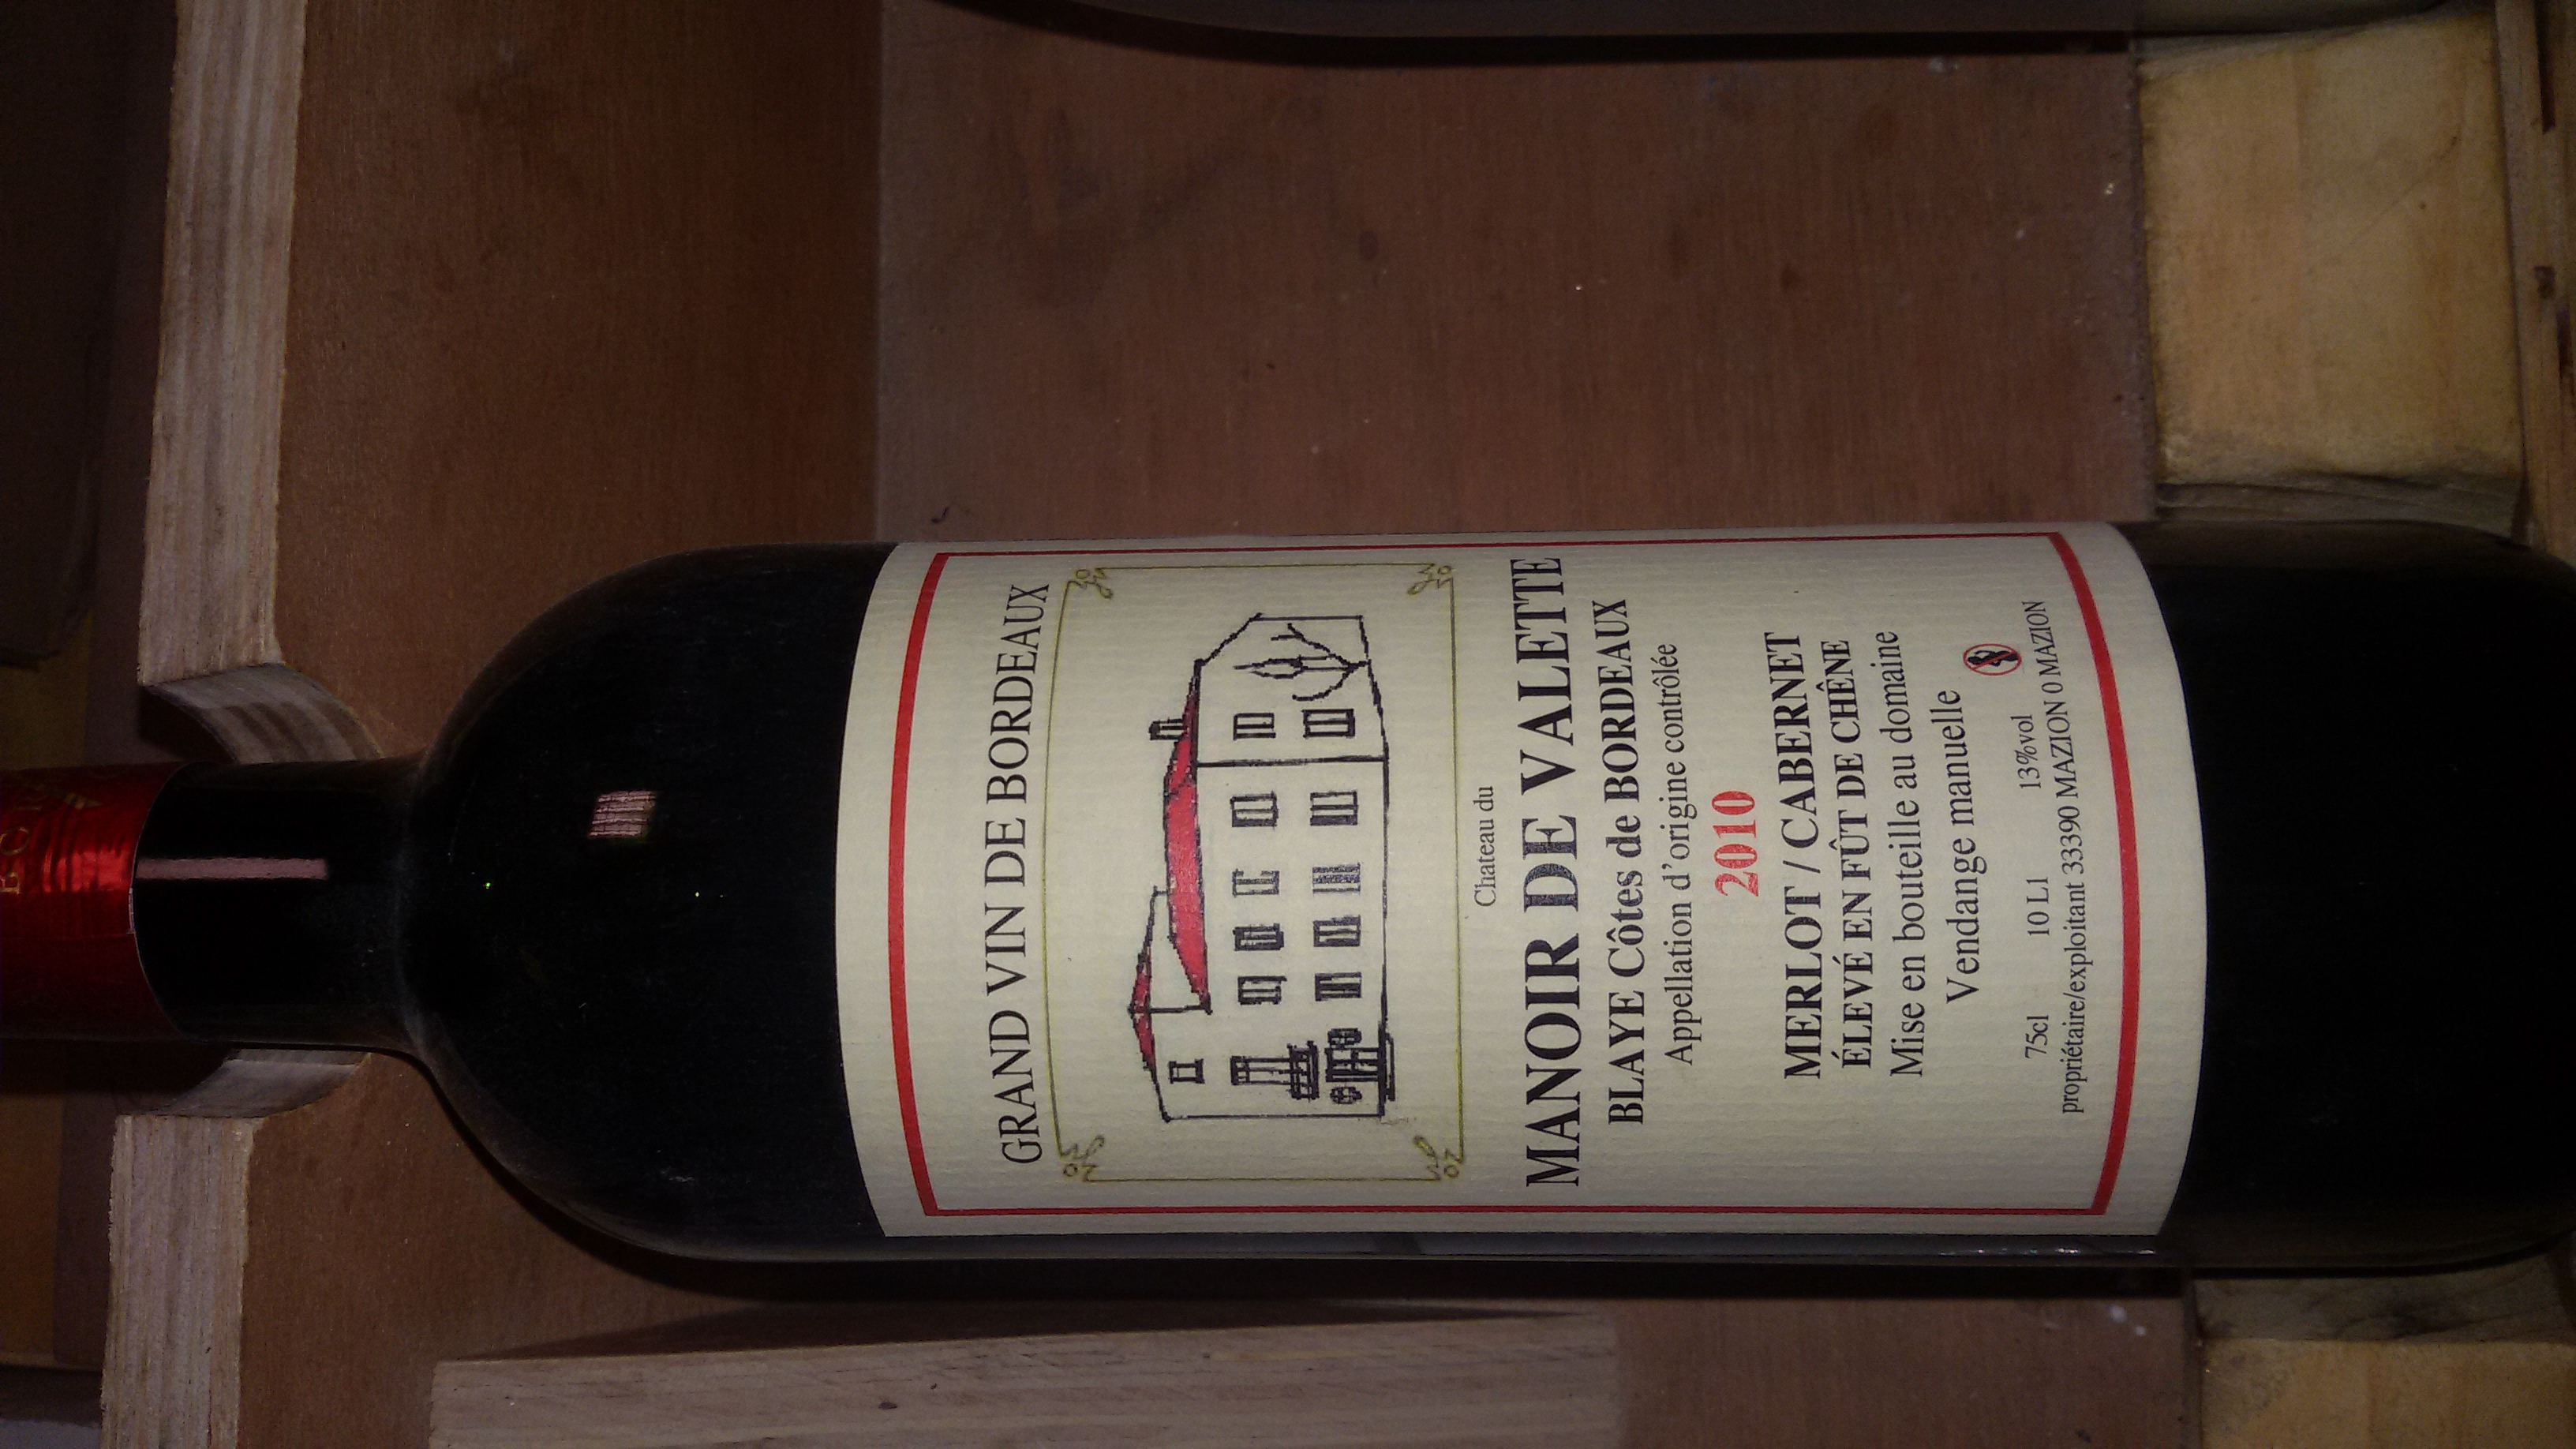 GRAND VIN DE BORDEAUX
Chateau du
MANOIR DE VALETTE
BLAYE Côtes de BORDEAUX
Appellation d'origine contrôlée
2010
MERLOT / CABERNET
ÉLEVÉ EN FÛT DE CHÊNE
Mise en bouteille au domaine
Vendange manuelle
75cl 10 L1 13%vol
propriétaire/exploitant 33390 MAZION 0 MAZION